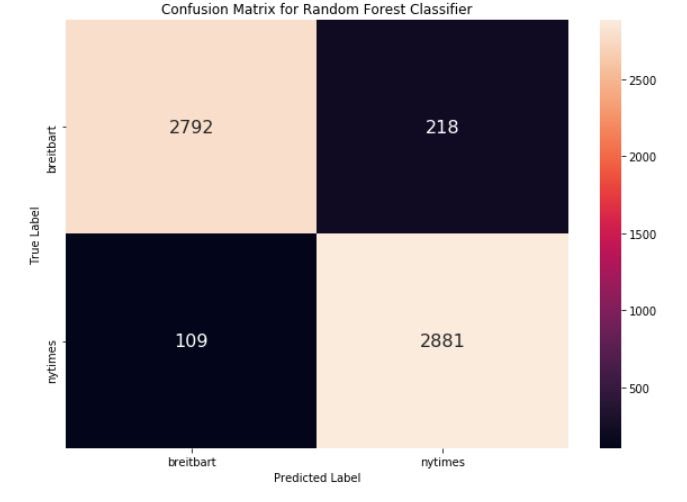 Confusion Matrix for Random Forest Classifier
2792
218
109
2881
breitbart
nytimes
True Label
breitbart
nytimes
Predicted Label
2500
2000
1500
1000
500